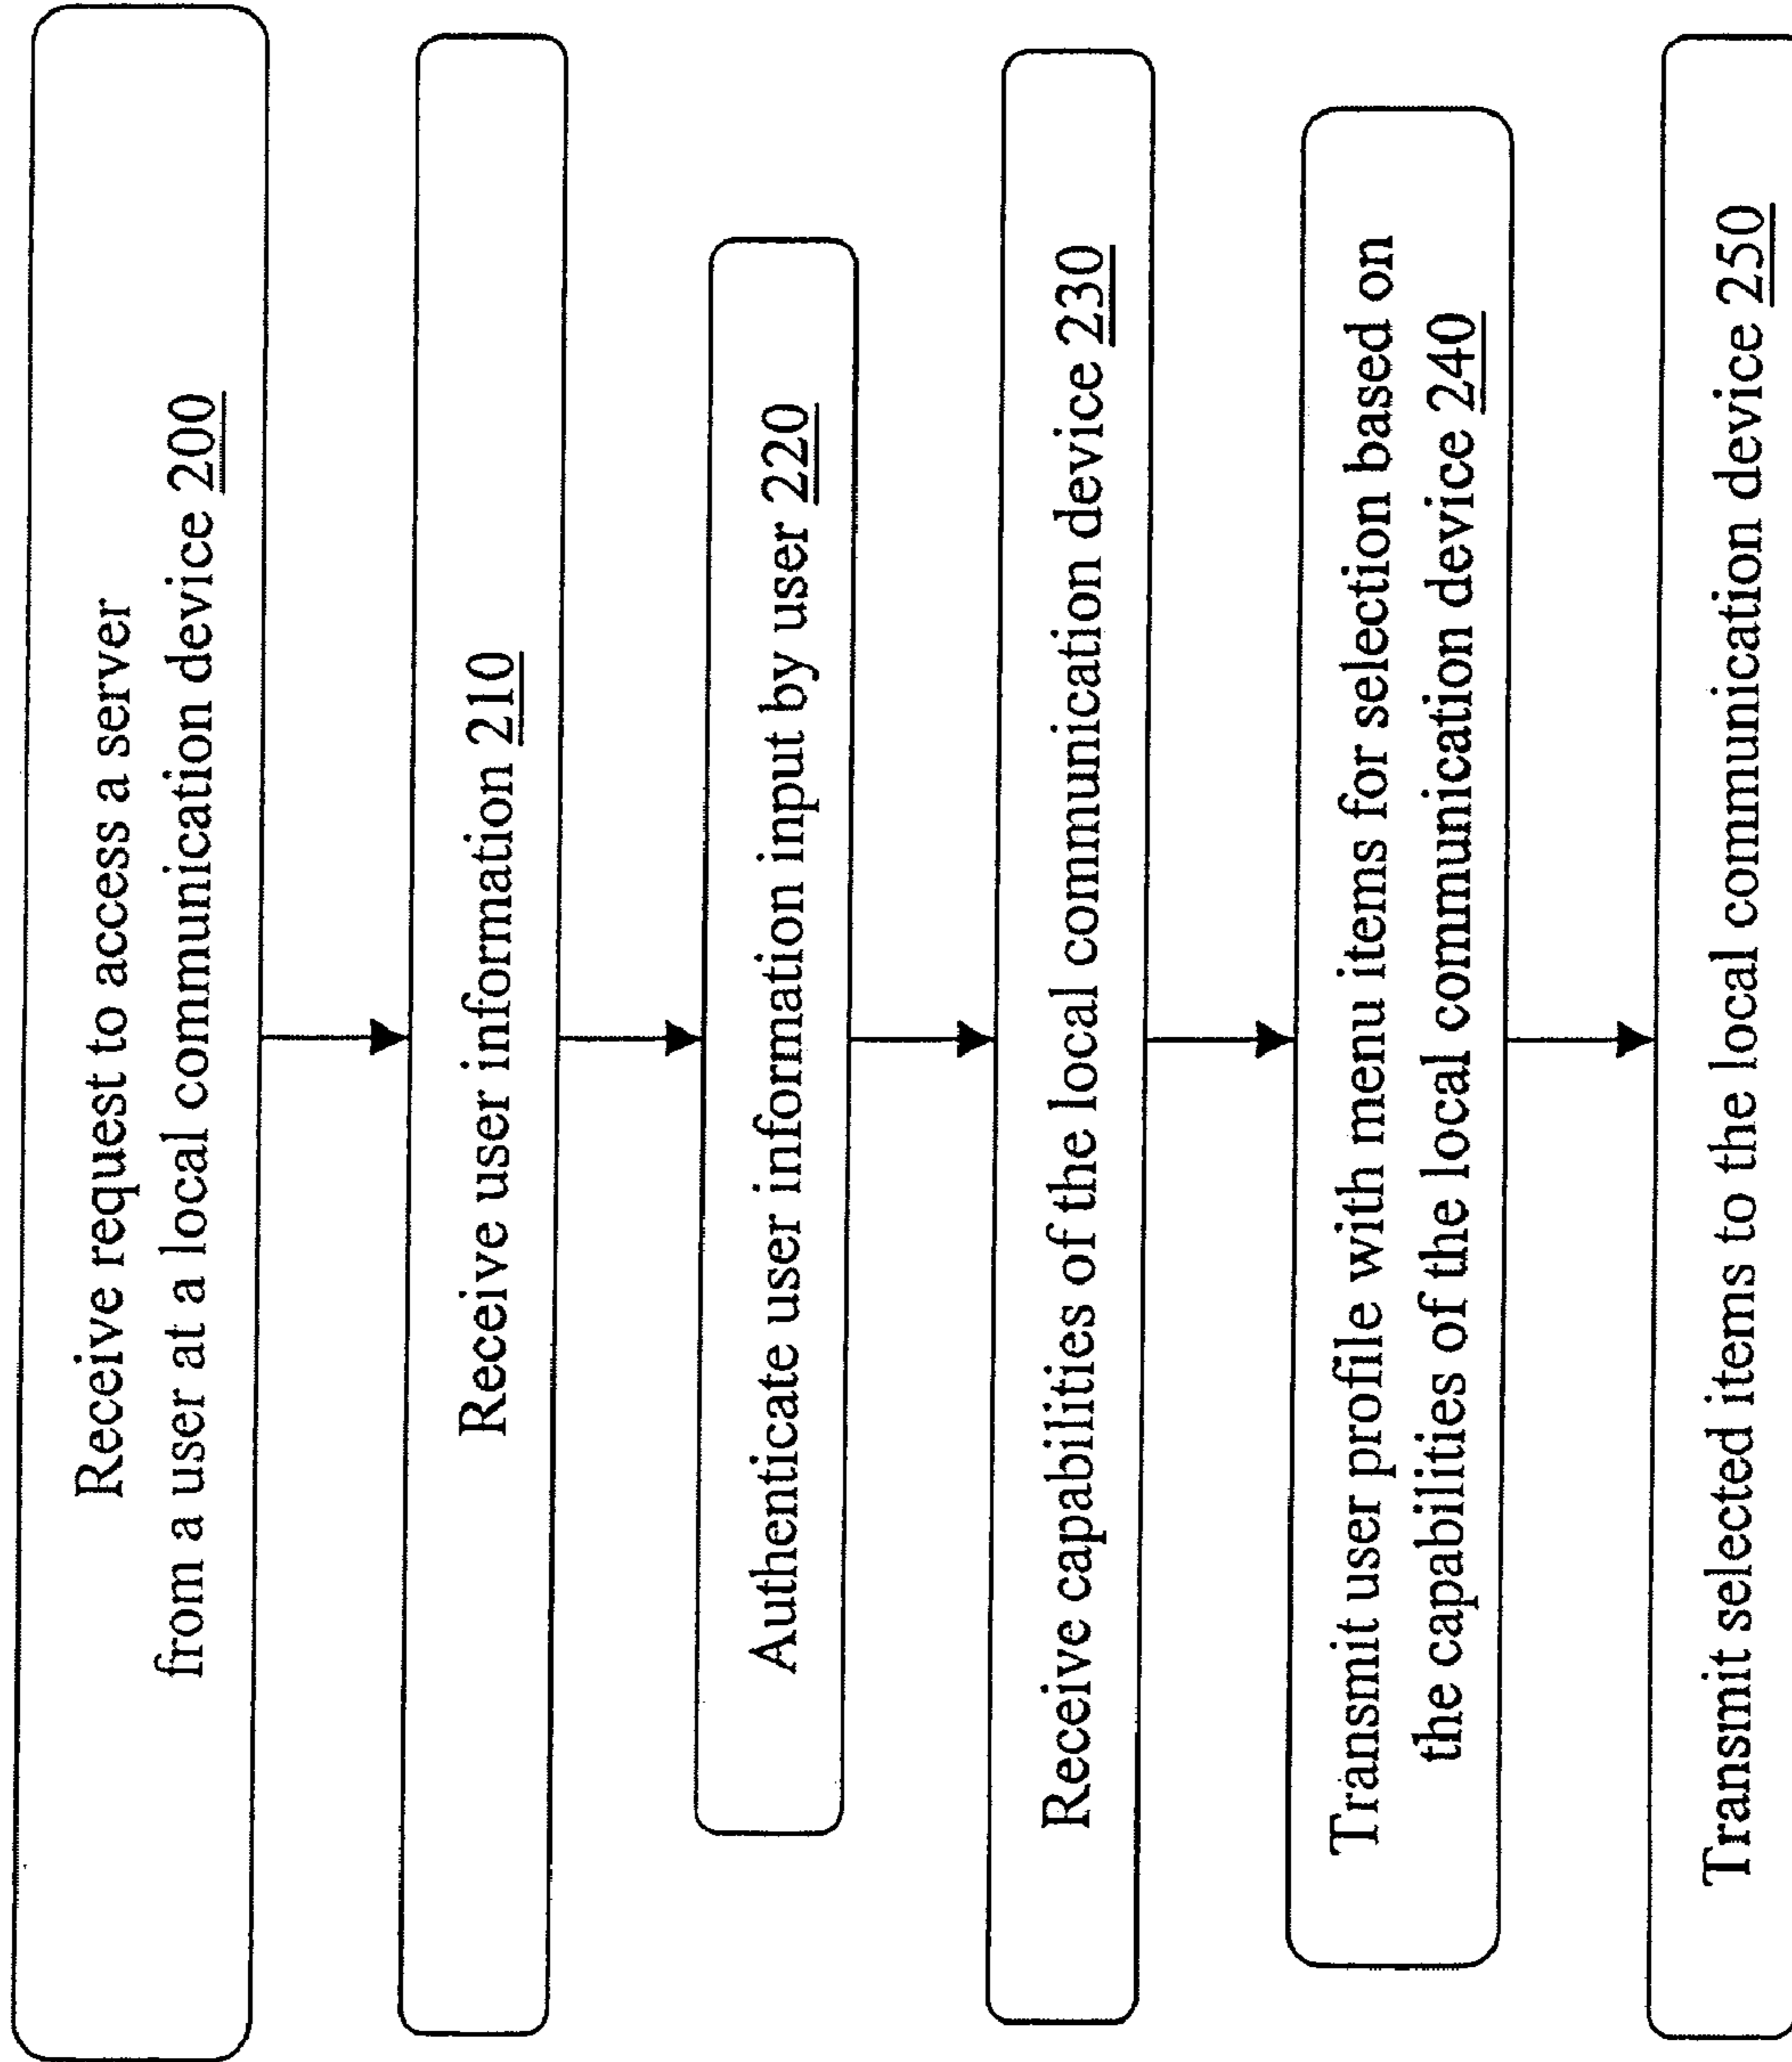 Receive request to access a server
from a user at a local communication device 200
Receive user information 210
Authenticate user information input by user 220
Receive capabilities of the local communication device 230
Transmit user profile with menu items for selection based on
the capabilities of the local communication device 240
Transmit selected items to the local communication device 250